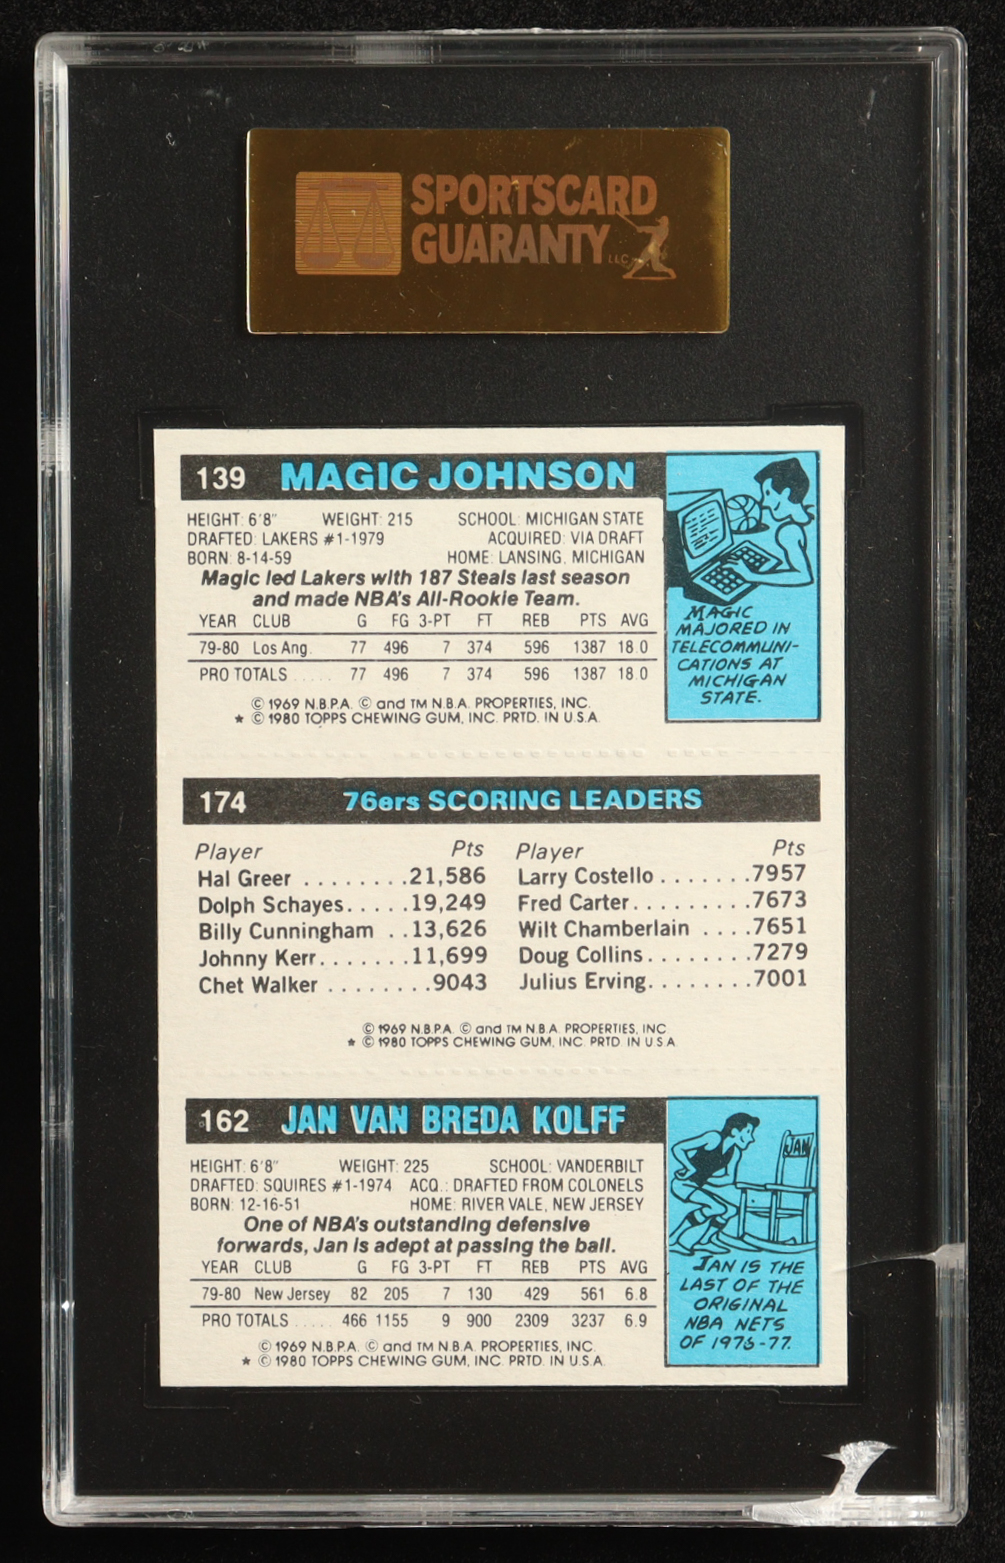 SPORTSCARD
GUARANTY LLC
139 MAGIC JOHNSON
HEIGHT: 6'8" WEIGHT: 215 SCHOOL: MICHIGAN STATE
DRAFTED: LAKERS #1-1979 ACQUIRED: VIA DRAFT
BORN: 8-14-59 HOME: LANSING, MICHIGAN
Magic led Lakers with 187 Steals last season
and made NBA's All-Rookie Team.
YEAR CLUB G FG 3-PT FT REB PTS AVG
79-80 Los Ang. 77 496 7 374 596 1387 18.0
PRO TOTALS ..... 77 496 7 374 596 1387 18.0
© 1969 N.B.P.A. © and TM N.B.A. PROPERTIES, INC.
* © 1980 TOPPS CHEWING GUM, INC. PRTD. IN U.S.A.
MAGIC
MAJORED IN
TELECOMMUNI-
CATIONS AT
MICHIGAN
STATE.
174 76ers SCORING LEADERS
Player Pts Player Pts
Hal Greer ........21,586 Larry Costello.......7957
Dolph Schayes.....19,249 Fred Carter.........7673
Billy Cunningham ..13,626 Wilt Chamberlain ....7651
Johnny Kerr.......11,699 Doug Collins........7279
Chet Walker ........9043 Julius Erving........7001
© 1969 N.B.P.A. © and TM N.B.A. PROPERTIES, INC.
* © 1980 TOPPS CHEWING GUM, INC. PRTD. IN U.S.A.
162 JAN VAN BREDA KOLFF
HEIGHT: 6'8" WEIGHT: 225 SCHOOL: VANDERBILT
DRAFTED: SQUIRES #1-1974 ACQ.: DRAFTED FROM COLONELS
BORN: 12-16-51 HOME: RIVER VALE, NEW JERSEY
One of NBA's outstanding defensive
forwards, Jan is adept at passing the ball.
YEAR CLUB G FG 3-PT FT REB PTS AVG
79-80 New Jersey 82 205 7 130 429 561 6.8
PRO TOTALS .... 466 1155 9 900 2309 3237 6.9
© 1969 N.B.P.A. © and TM N.B.A. PROPERTIES, INC.
* © 1980 TOPPS CHEWING GUM, INC. PRTD. IN U.S.A.
JAN
JAN IS THE
LAST OF THE
ORIGINAL
NBA NETS
OF 1976-77.